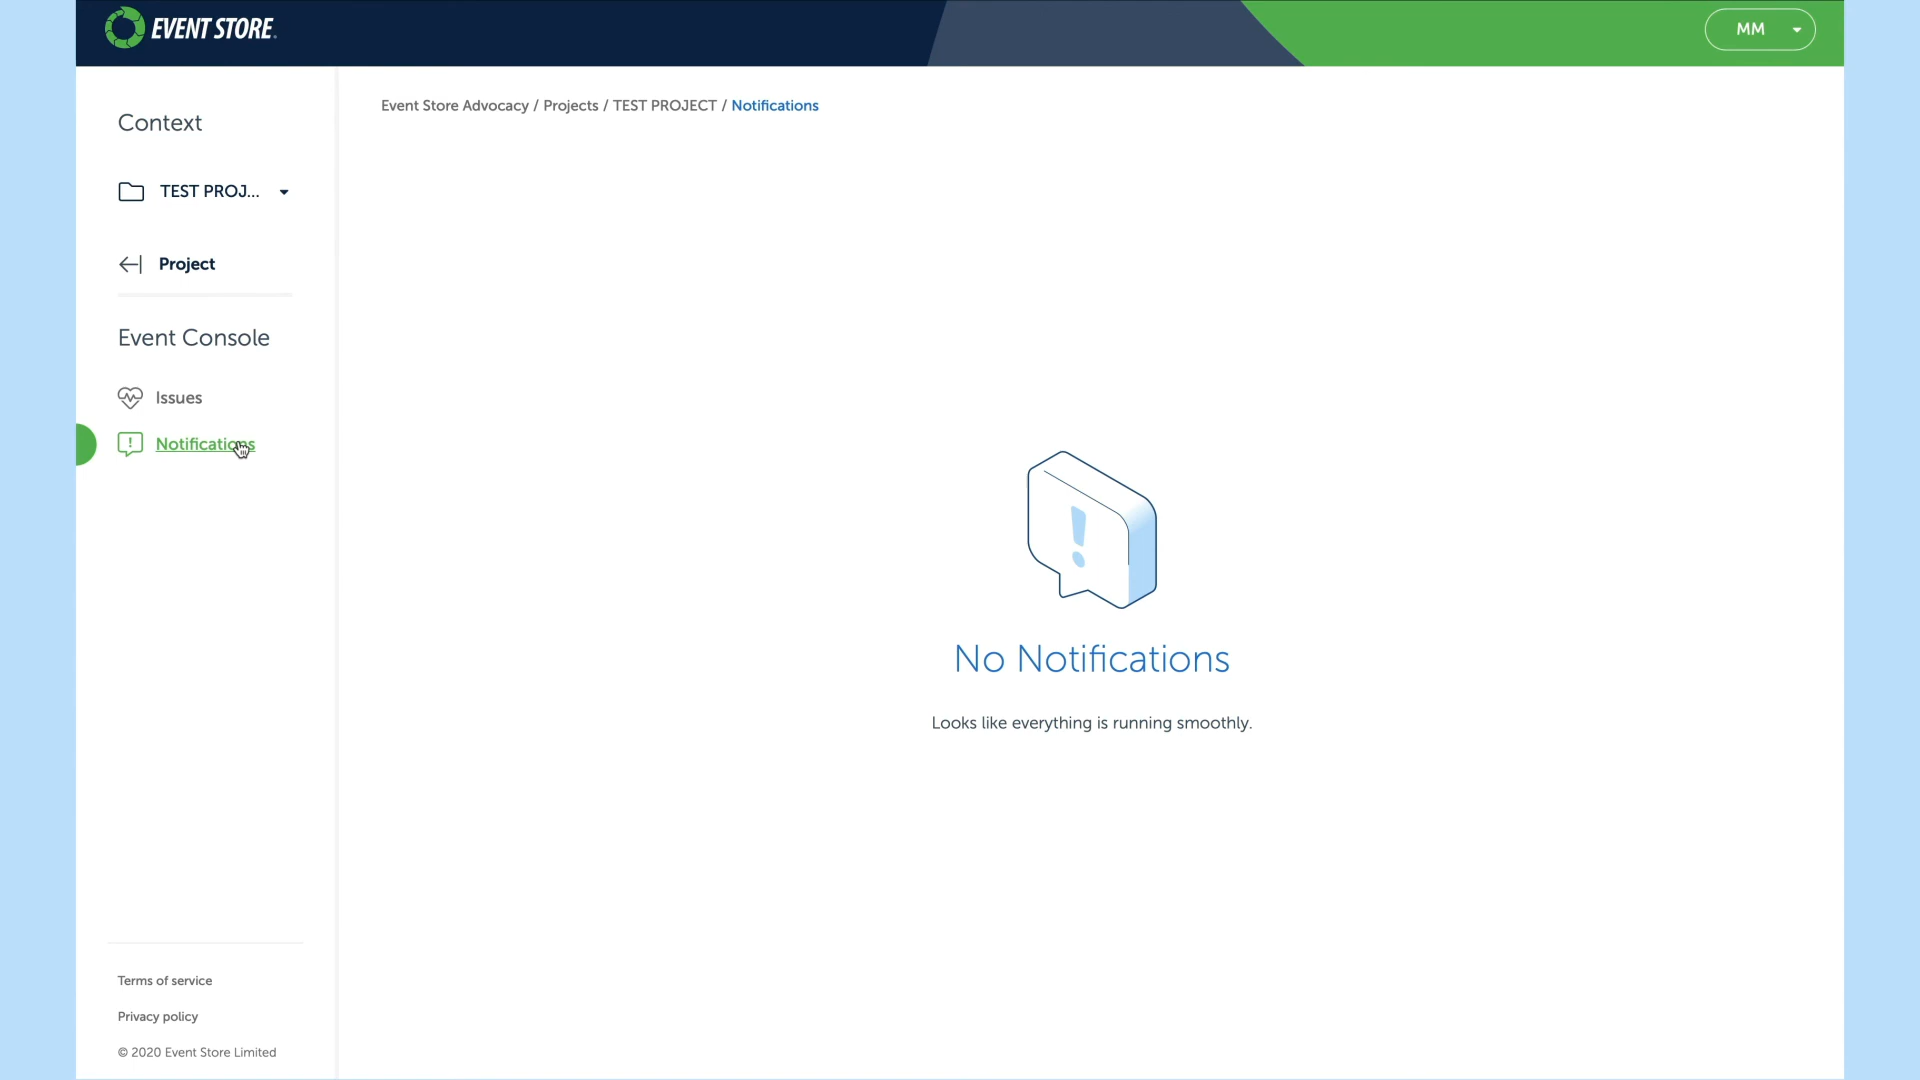 EVENT STORE
MM
Context
TEST PROJ...
Project
Event Console
Issues
Notifications
Terms of service
Privacy policy
© 2020 Event Store Limited
Event Store Advocacy / Projects / TEST PROJECT / Notifications
!
No Notifications
Looks like everything is running smoothly.